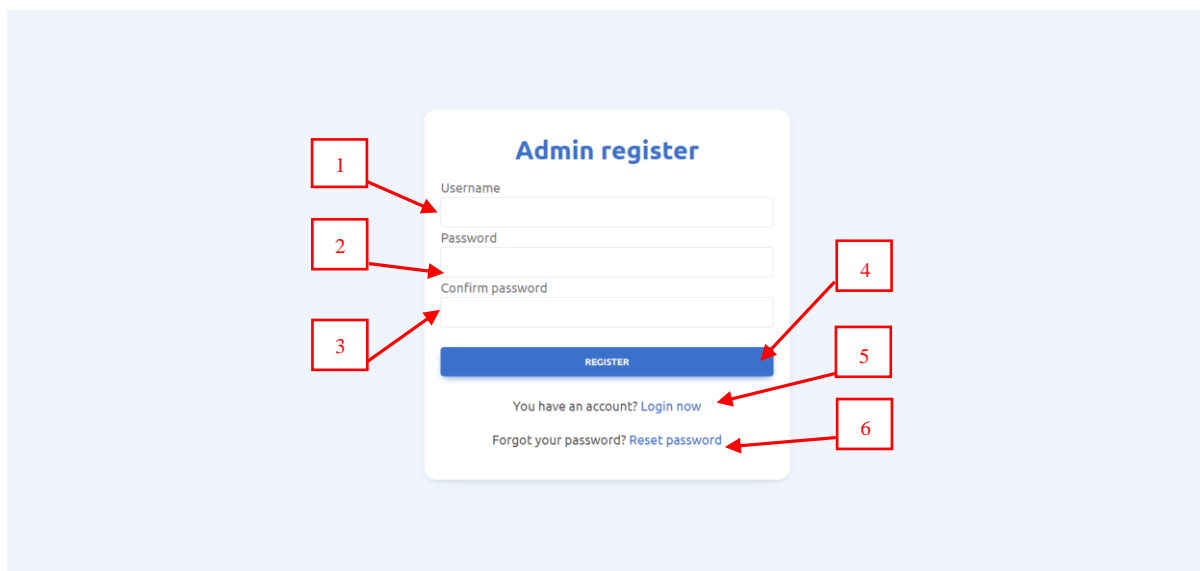 Admin register
1
Username
2
Password
Confirm password
3
4
REGISTER
5
You have an account? Login now
6
Forgot your password? Reset password